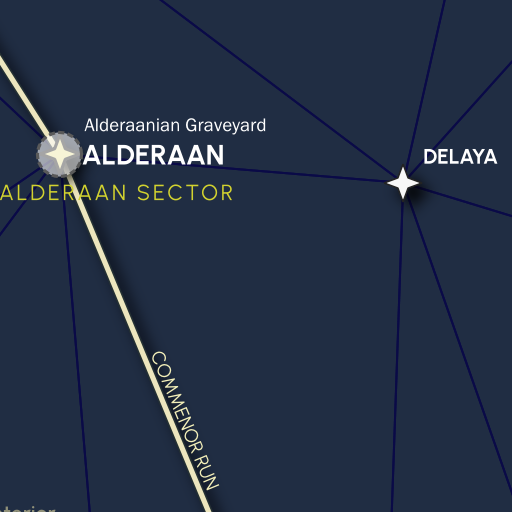 Alderaanian Graveyard
ALDERAAN
DELAYA
ALDERAAN SECTOR
COMMENOR RUN